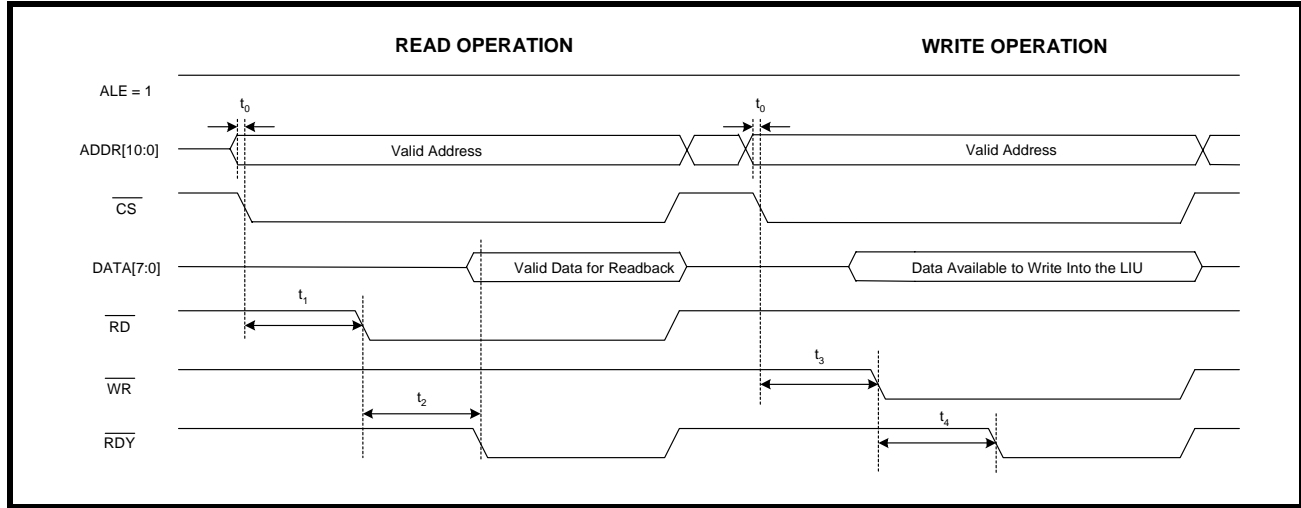 READ OPERATION WRITE OPERATION
ALE = 1
t0 t0
ADDR[10:0] Valid Address Valid Address
CS
DATA[7:0] Valid Data for Readback Data Available to Write Into the LIU
t1
RD
t3
WR
t2 t4
RDY